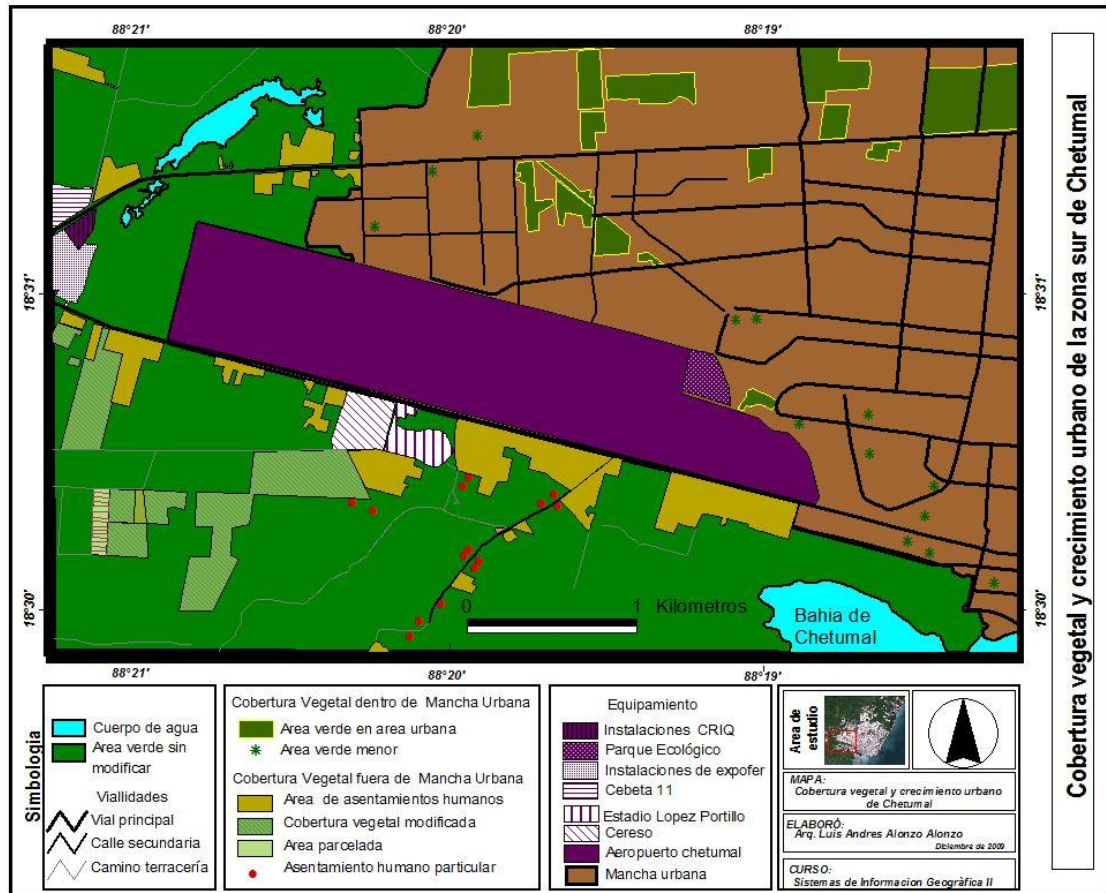 88°21'
88°20'
88°19'
18°31'
18°31'
18°30'
18°30'
0
1
Kilometros
Bahia de
Chetumal
88°21'
88°20'
88°19'
Cobertura vegetal y crecimiento urbano de la zona sur de Chetumal
Simbologia
Cuerpo de agua
Area verde sin
modificar
Viallidades
Vial principal
Calle secundaria
Camino terracería
Cobertura Vegetal dentro de Mancha Urbana
Area verde en area urbana
Area verde menor
Cobertura Vegetal fuera de Mancha Urbana
Area de asentamientos humanos
Cobertura vegetal modificada
Area parcelada
Asentamiento humano particular
Equipamiento
Instalaciones CRIQ
Parque Ecológico
Instalaciones de expofer
Cebeta 11
Estadio Lopez Portillo
Cereso
Aeropuerto chetumal
Mancha urbana
Area de
estudio
MAPA:
Cobertura vegetal y crecimiento urbano
de Chetumal
ELABORÒ:
Arq. Luis Andres Alonzo Alonzo
Diciembre de 2009
CURSO:
Sistemas de Informacion Geogràfica II